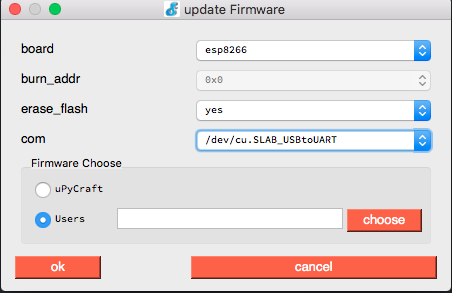 update Firmware
board esp8266
burn_addr 0x0
erase_flash yes
com /dev/cu.SLAB_USBtoUART
Firmware Choose
uPyCraft
Users choose
ok cancel